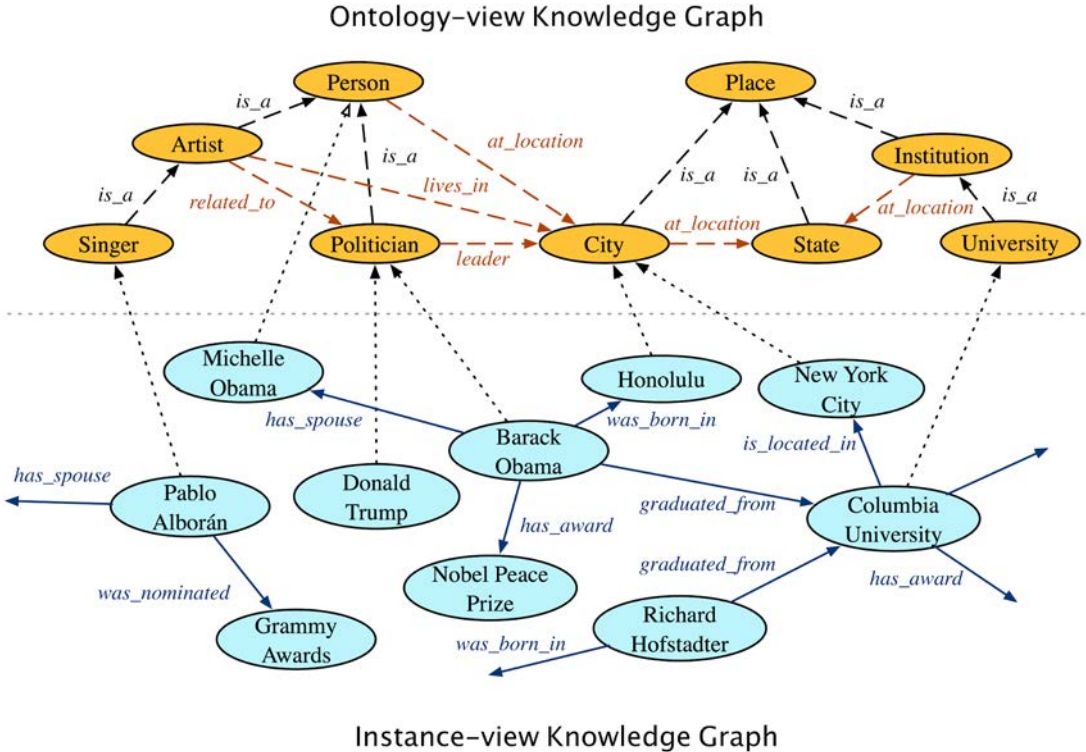 Ontology-view Knowledge Graph
Person
Place
is_a
is_a
Artist
at_location
Institution
is_a
is_a
lives_in
is_a
is_a
is_a
related_to
at_location
at_location
Singer
Politician
leader
City
State
University
Michelle
Obama
Honolulu
New York
City
has_spouse
was_born_in
Barack
Obama
is_located_in
has_spouse
Pablo
Alborán
Donald
Trump
graduated_from
Columbia
University
has_award
graduated_from
has_award
Nobel Peace
Prize
was_nominated
Richard
Hofstadter
Grammy
Awards
was_born_in
Instance-view Knowledge Graph